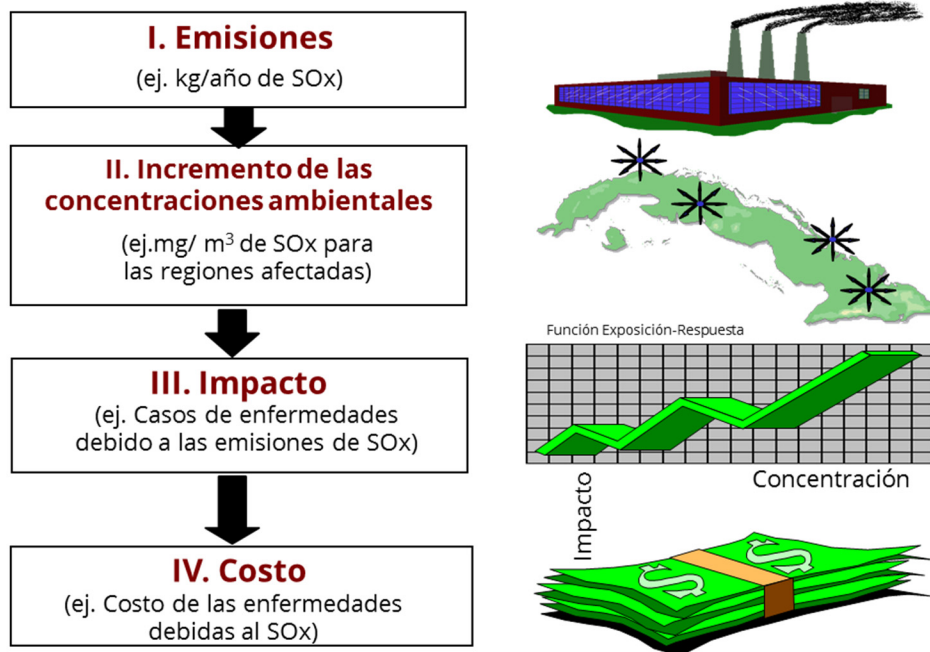 I. Emisiones
(ej. kg/año de SOx)
II. Incremento de las
concentraciones ambientales
(ej.mg/ m³ de SOx para
las regiones afectadas)
III. Impacto
(ej. Casos de enfermedades
debido a las emisiones de SOx)
IV. Costo
(ej. Costo de las enfermedades
debidas al SOx)
Función Exposición-Respuesta
Concentración
Impacto
$ $